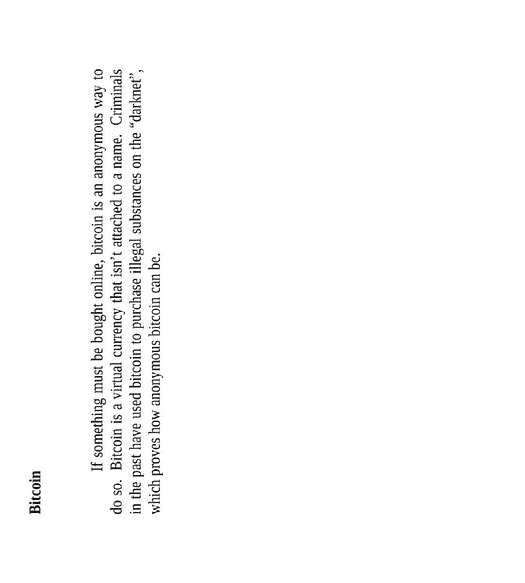 Bitcoin
If something must be bought online, bitcoin is an anonymous way to
do so. Bitcoin is a virtual currency that isn't attached to a name. Criminals
in the past have used bitcoin to purchase illegal substances on the “darknet”,
which proves how anonymous bitcoin can be.